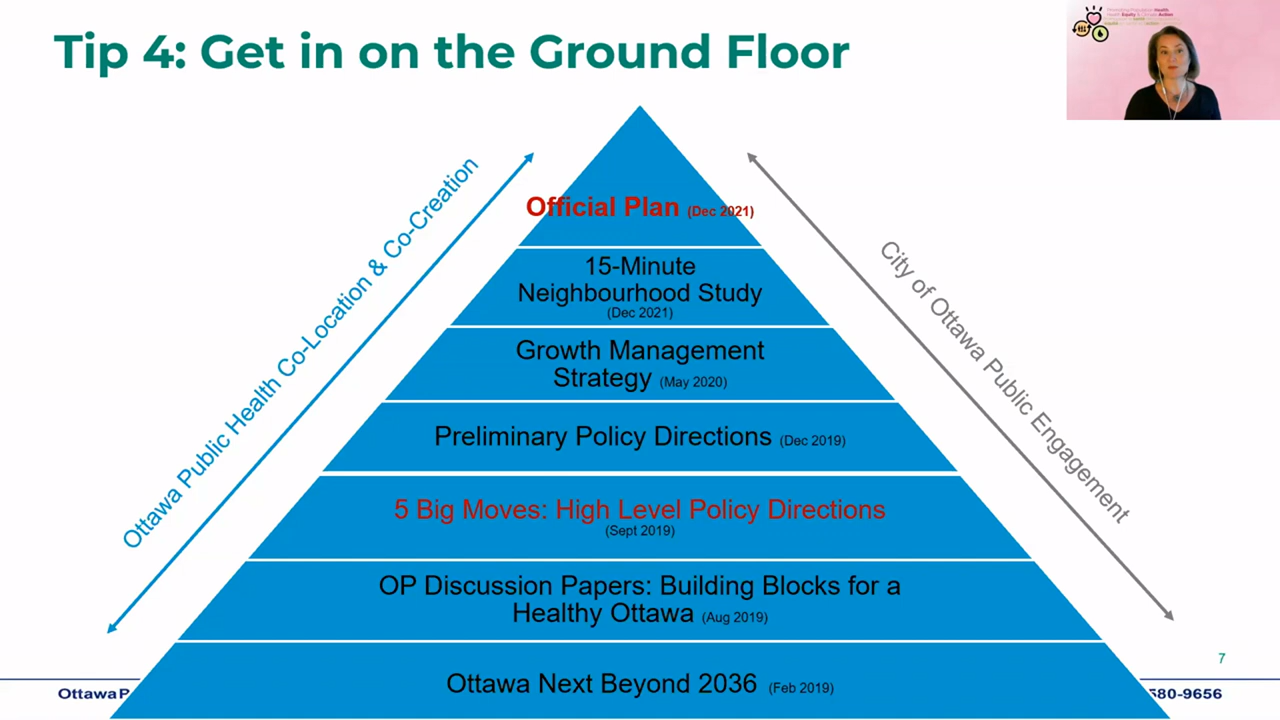 Tip 4: Get in on the Ground Floor
Ottawa Public Health Co-Location & Co-Creation
City of Ottawa Public Engagement
Official Plan (Dec 2021)
15-Minute
Neighbourhood Study
(Dec 2021)
Growth Management
Strategy (May 2020)
Preliminary Policy Directions (Dec 2019)
5 Big Moves: High Level Policy Directions
(Sept 2019)
OP Discussion Papers: Building Blocks for a
Healthy Ottawa (Aug 2019)
Ottawa Next Beyond 2036 (Feb 2019)
7
OttawaP
580-9656